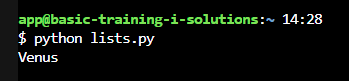 app@basic-training-i-solutions:~ 14:28
$ python lists.py
Venus